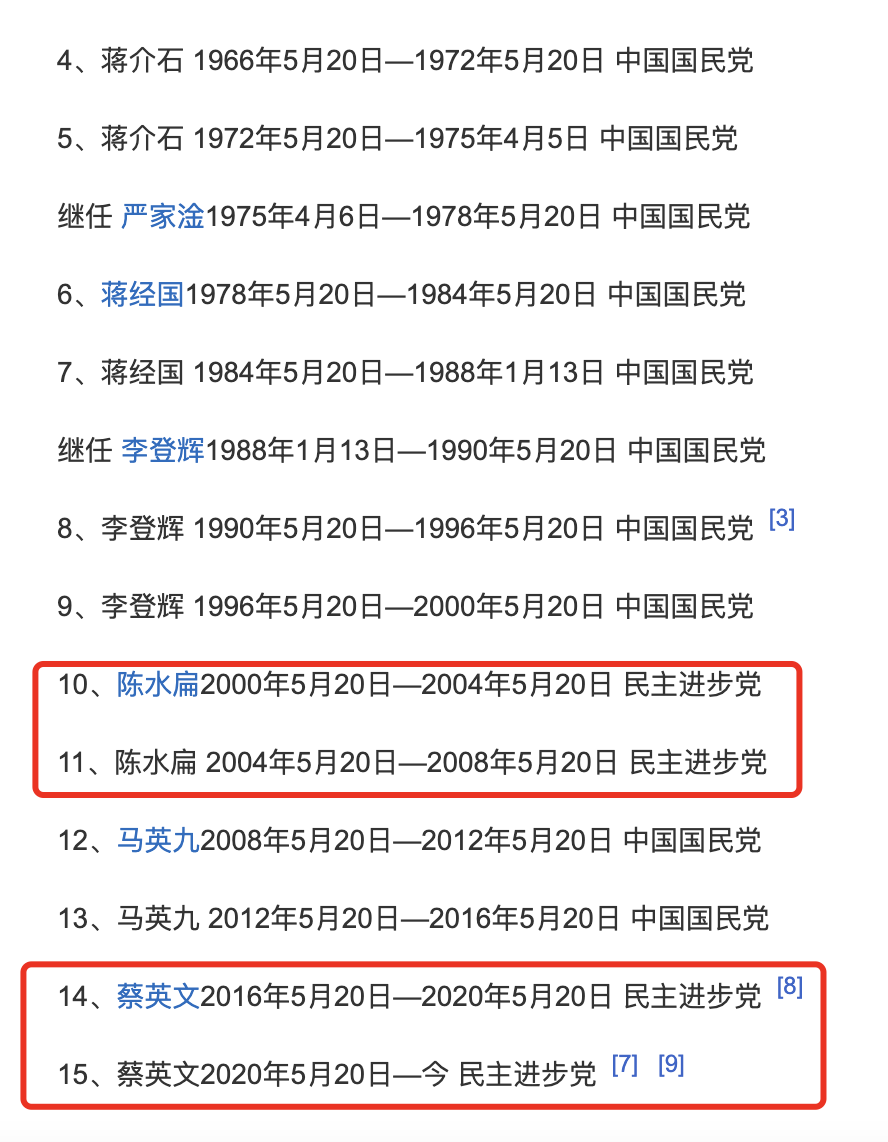 4、蒋介石 1966年5月20日—1972年5月20日 中国国民党
5、蒋介石 1972年5月20日—1975年4月5日 中国国民党
继任 严家淦1975年4月6日—1978年5月20日 中国国民党
6、蒋经国1978年5月20日—1984年5月20日 中国国民党
7、蒋经国 1984年5月20日—1988年1月13日 中国国民党
继任 李登辉1988年1月13日—1990年5月20日 中国国民党
8、李登辉 1990年5月20日—1996年5月20日 中国国民党 [3]
9、李登辉 1996年5月20日—2000年5月20日 中国国民党
10、陈水扁2000年5月20日—2004年5月20日 民主进步党
11、陈水扁 2004年5月20日—2008年5月20日 民主进步党
12、马英九2008年5月20日—2012年5月20日 中国国民党
13、马英九 2012年5月20日—2016年5月20日 中国国民党
14、蔡英文2016年5月20日—2020年5月20日 民主进步党 [8]
15、蔡英文2020年5月20日—今 民主进步党 [7] [9]